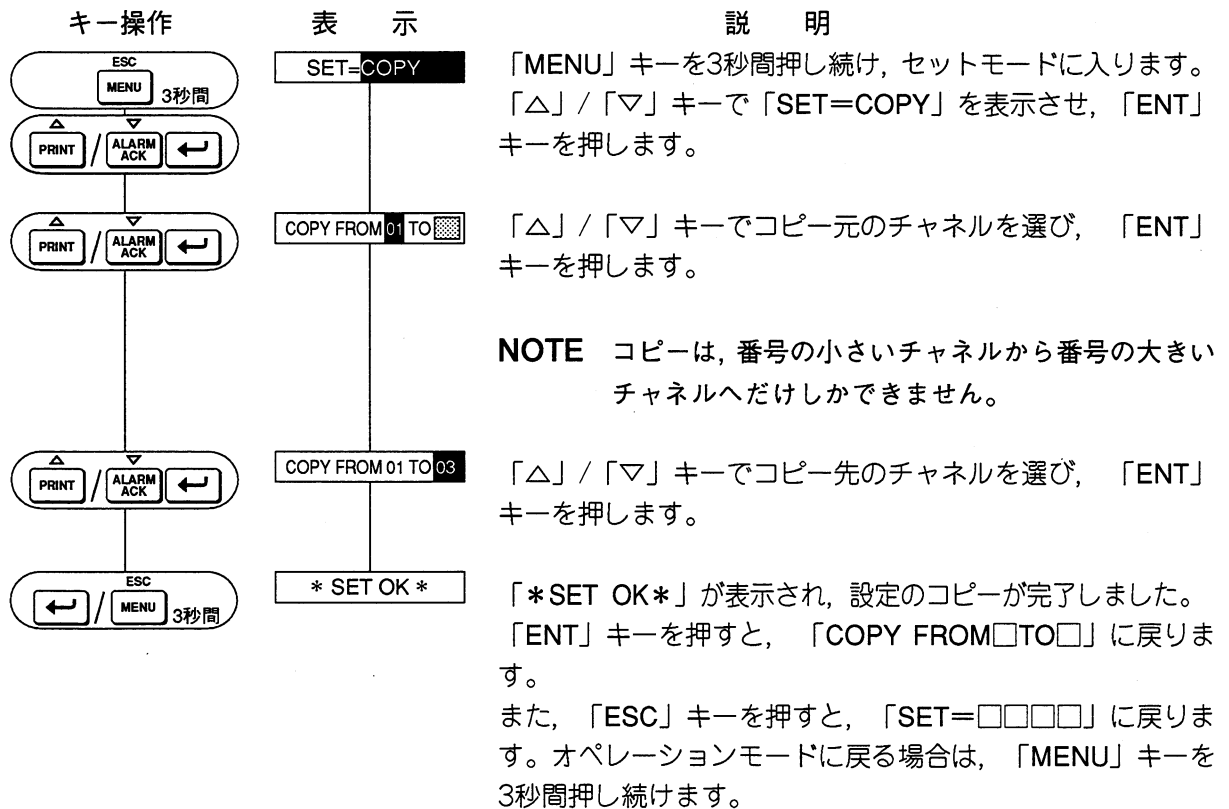 キー操作 表 示 説 明
ESC
MENU 3秒間
SET=COPY
「MENU」キーを3秒間押し続け，セットモードに入ります。
「△」/「▽」キーで「SET＝COPY」を表示させ，「ENT」
キーを押します。
△ ▽
PRINT / ALARM ACK
△ ▽
PRINT / ALARM ACK
COPY FROM 01 TO
「△」/「▽」キーでコピー元のチャネルを選び， 「ENT」
キーを押します。
NOTE コピーは，番号の小さいチャネルから番号の大きい
チャネルへだけしかできません。
△ ▽
PRINT / ALARM ACK
COPY FROM 01 TO 03
「△」/「▽」キーでコピー先のチャネルを選び， 「ENT」
キーを押します。
ESC
/ MENU 3秒間
＊ SET OK ＊
「＊SET OK＊」が表示され，設定のコピーが完了しました。
「ENT」キーを押すと， 「COPY FROM□TO□」に戻りま
す。
また， 「ESC」キーを押すと，「SET＝□□□□」に戻りま
す。オペレーションモードに戻る場合は， 「MENU」キーを
3秒間押し続けます。